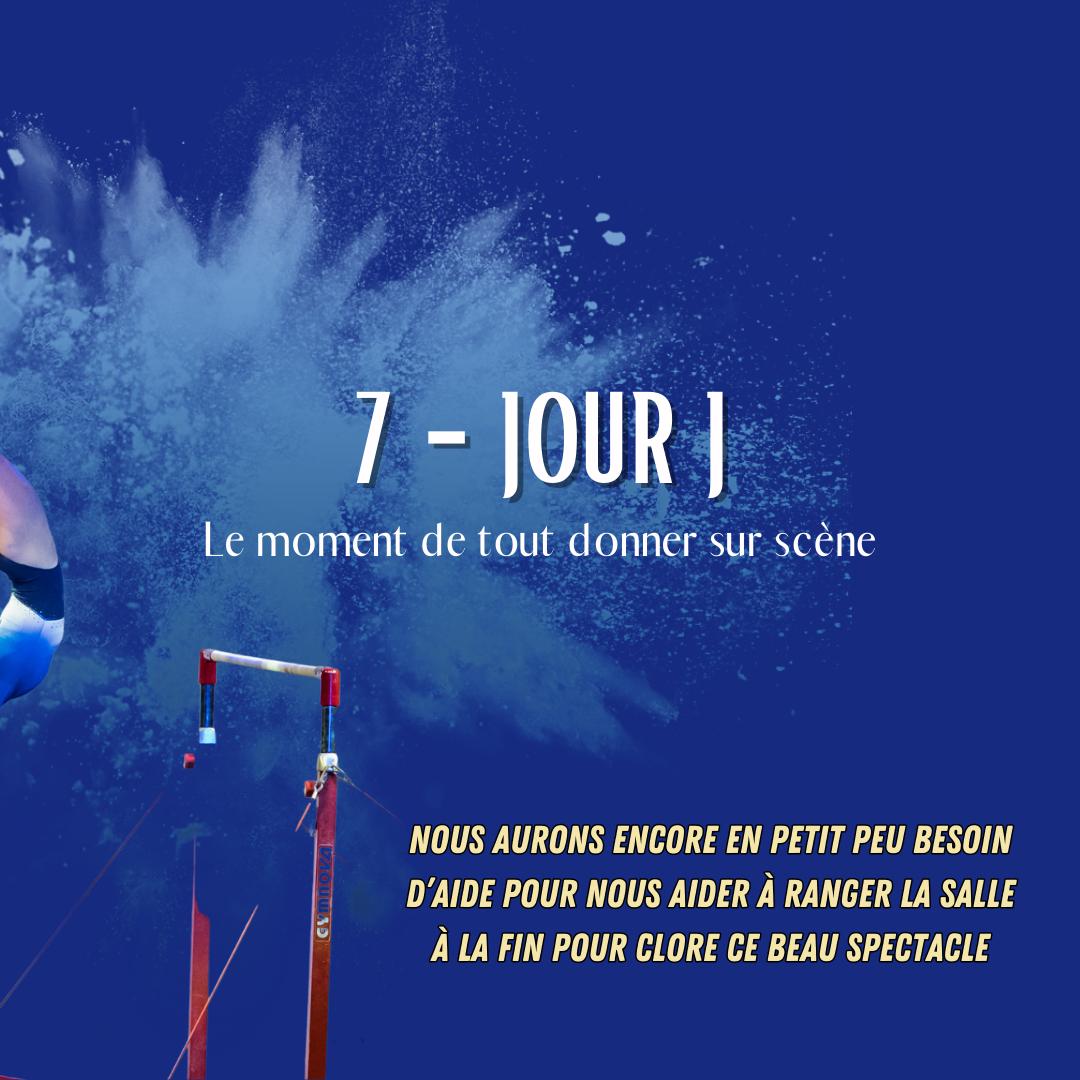 7 - JOUR J
Le moment de tout donner sur scène
NOUS AURONS ENCORE EN PETIT PEU BESOIN
D'AIDE POUR NOUS AIDER À RANGER LA SALLE
À LA FIN POUR CLORE CE BEAU SPECTACLE
GYMNOVA